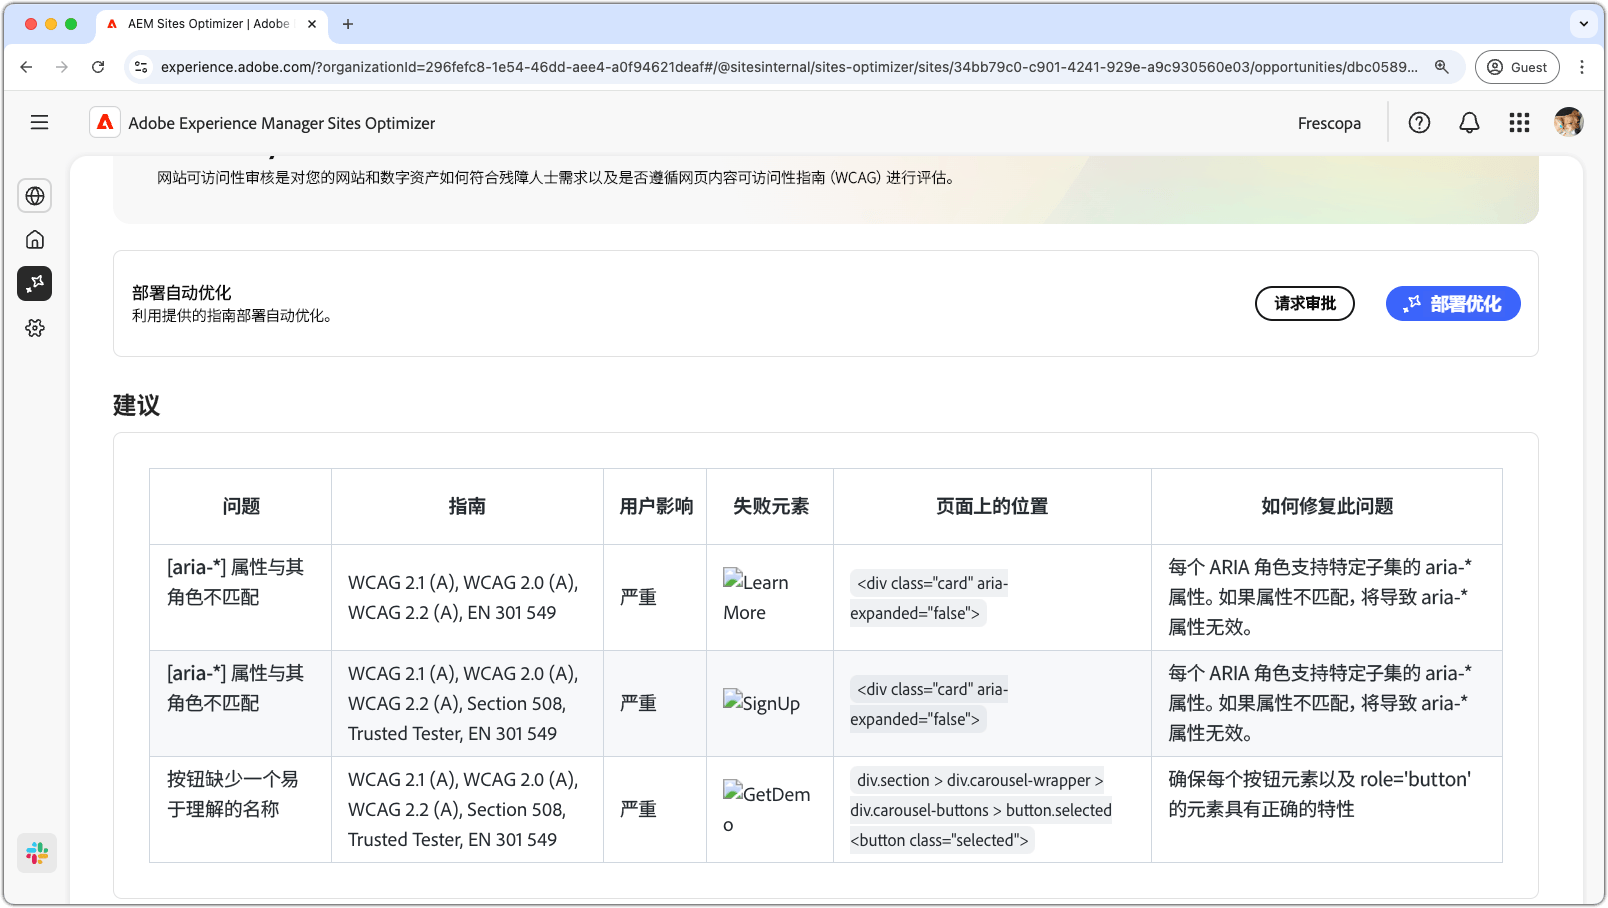 AEM Sites Optimizer | Adobe
experience.adobe.com/?organizationId=296fefc8-1e54-46dd-aee4-a0f94621deaf#/@sitesinternal/sites-optimizer/sites/34bb79c0-c901-4241-929e-a9c930560e03/opportunities/dbc0589...
Guest
Adobe Experience Manager Sites Optimizer
Frescopa
网站可访问性审核是对您的网站和数字资产如何符合残障人士需求以及是否遵循网页内容可访问性指南 (WCAG) 进行评估。
部署自动优化
利用提供的指南部署自动优化。
请求审批
部署优化
建议
问题
指南
用户影响
失败元素
页面上的位置
如何修复此问题
[aria-*] 属性与其
角色不匹配
WCAG 2.1 (A), WCAG 2.0 (A),
WCAG 2.2 (A), EN 301 549
严重
Learn
More
<div class="card" aria-
expanded="false">
每个 ARIA 角色支持特定子集的 aria-*
属性。如果属性不匹配，将导致 aria-*
属性无效。
[aria-*] 属性与其
角色不匹配
WCAG 2.1 (A), WCAG 2.0 (A),
WCAG 2.2 (A), Section 508,
Trusted Tester, EN 301 549
严重
SignUp
<div class="card" aria-
expanded="false">
每个 ARIA 角色支持特定子集的 aria-*
属性。如果属性不匹配，将导致 aria-*
属性无效。
按钮缺少一个易
于理解的名称
WCAG 2.1 (A), WCAG 2.0 (A),
WCAG 2.2 (A), Section 508,
Trusted Tester, EN 301 549
严重
GetDem
o
div.section > div.carousel-wrapper >
div.carousel-buttons > button.selected
<button class="selected">
确保每个按钮元素以及 role='button'
的元素具有正确的特性